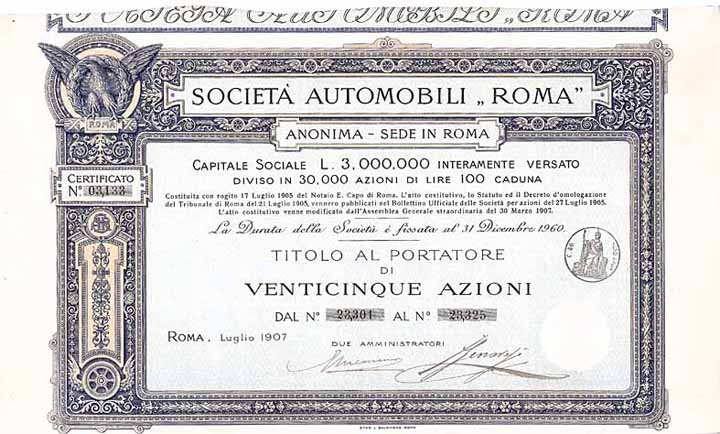 SOCIETÀ AUTOMOBILI „ROMA"
SOCIETÀ AUTOMOBILI „ROMA"
ANONIMA - SEDE IN ROMA
ROMA
CAPITALE SOCIALE L. 3,000,000 INTERAMENTE VERSATO
DIVISO IN 30,000 AZIONI DI LIRE 100 CADUNA
CERTIFICATO
N.º 03,133
Costituita con rogito 17 Luglio 1905 del Notaio E. Capo di Roma. L'atto costitutivo, lo Statuto ed il Decreto d'omologazione
del Tribunale di Roma del 21 Luglio 1905, vennero pubblicati nel Bollettino Ufficiale delle Società per azioni del 27 Luglio 1905.
L'atto costitutivo venne modificato dall'Assemblea Generale straordinaria del 30 Marzo 1907.
La Durata della Società è fissata al 31 Dicembre 1960.
TITOLO AL PORTATORE
DI
VENTICINQUE AZIONI
DAL Nº 23,301 AL Nº 23,325
ROMA, Luglio 1907
DUE AMMINISTRATORI